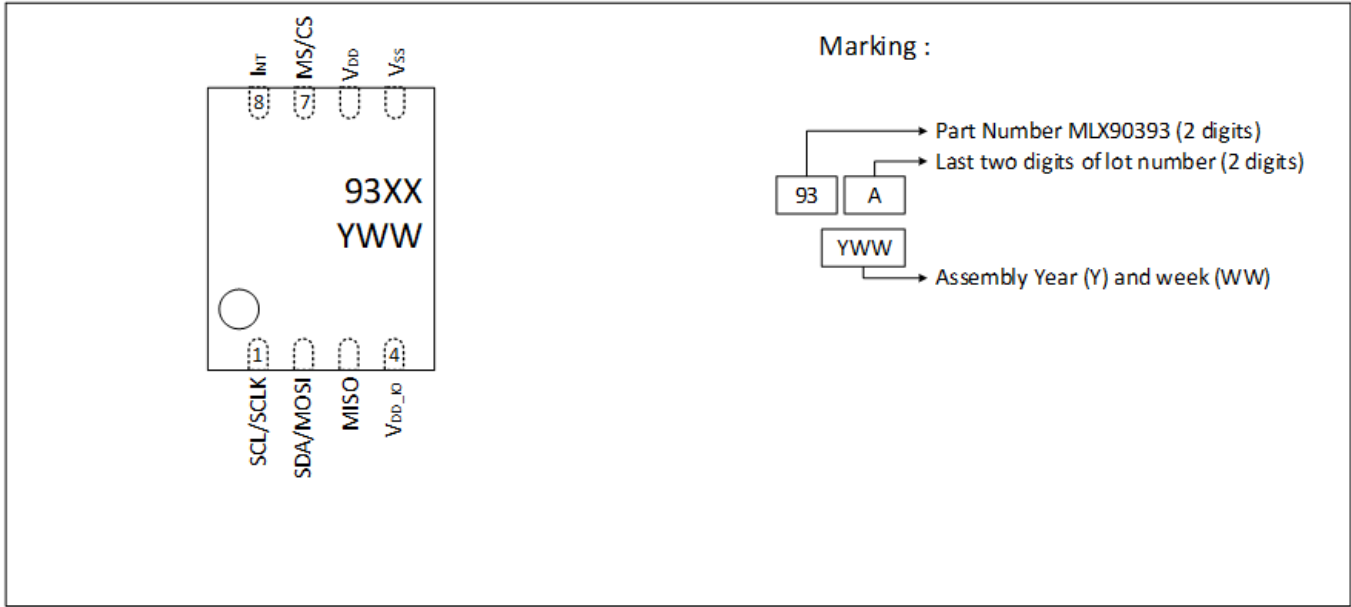 INT
MS/CS
VDD
VSS
8
7
93XX
YWW
1
4
SCL/SCLK
SDA/MOSI
MISO
VDD_IO
Marking :
Part Number MLX90393 (2 digits)
Last two digits of lot number (2 digits)
93
A
YWW
Assembly Year (Y) and week (WW)